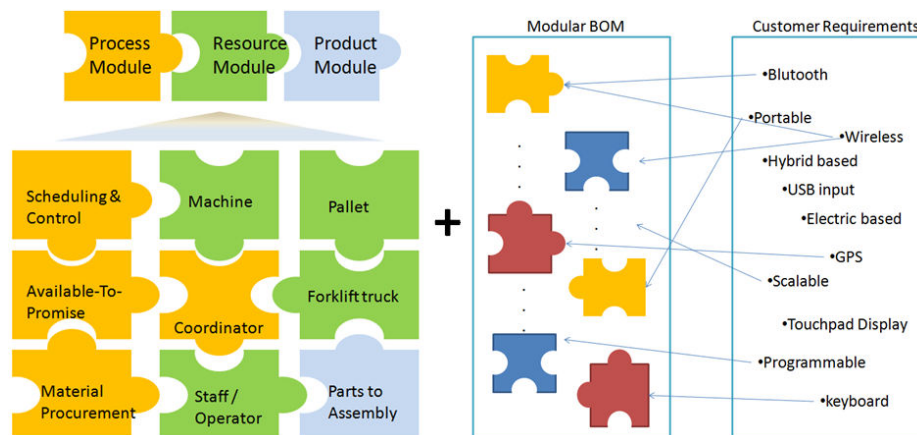 Process
Module
Resource
Module
Product
Module
Scheduling &
Control
Machine
Pallet
Available-To-
Promise
Coordinator
Forklift truck
Material
Procurement
Staff /
Operator
Parts to
Assembly
+
Modular BOM
Customer Requirements
•Blutooth
•Portable
•Wireless
•Hybrid based
•USB input
•Electric based
•GPS
•Scalable
•Touchpad Display
•Programmable
•keyboard